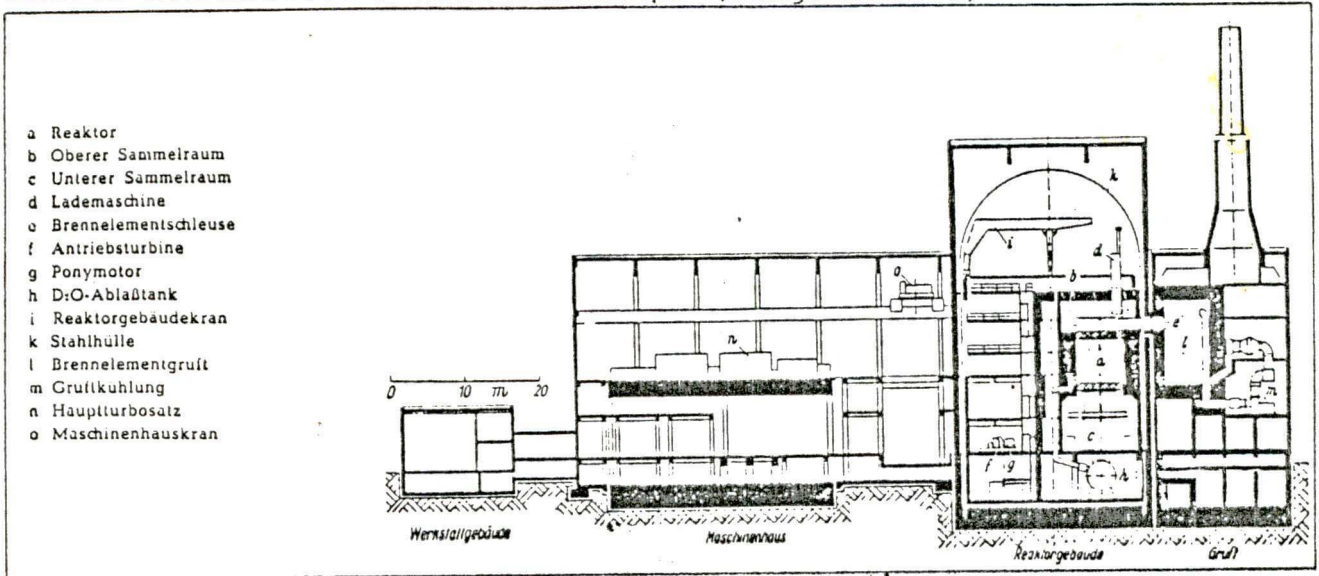 a Reaktor
b Oberer Sammelraum
c Unterer Sammelraum
d Lademaschine
e Brennelementschleuse
f Antriebsturbine
g Ponymotor
h D₂O-Ablaßtank
i Reaktorgebäudekran
k Stahlhülle
l Brennelementgruft
m Gruftkühlung
n Hauptturbosatz
o Maschinenhauskran
0 10 m 20
k
i
d
b
o
e
l
n
a
c
f g
h
Werkstattgebäude
Maschinenhaus
Reaktorgebäude
Gruft